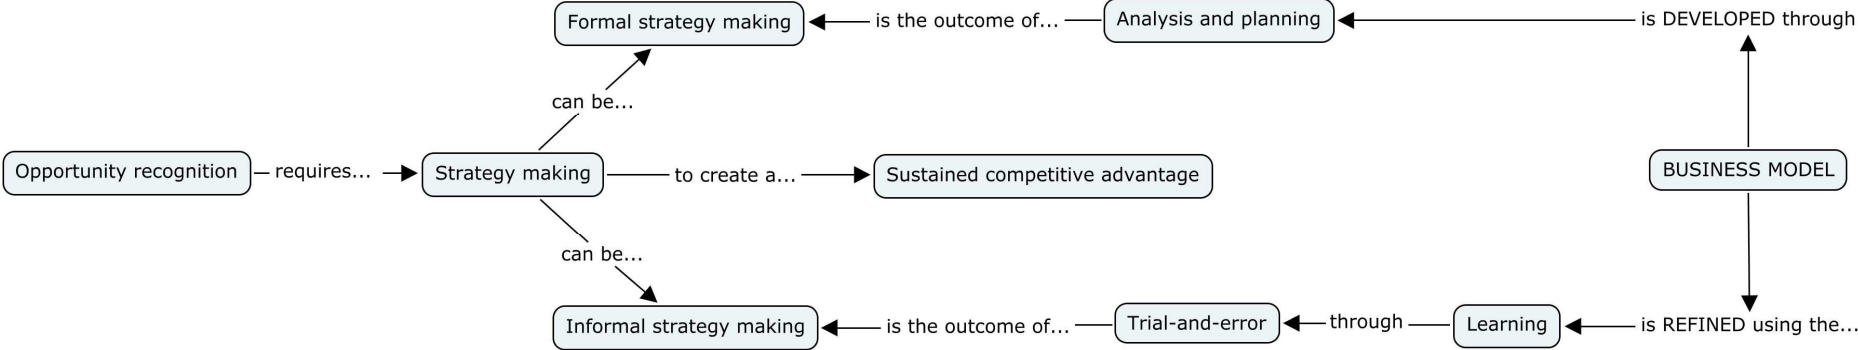 Formal strategy making
is the outcome of...
Analysis and planning
is DEVELOPED through
can be...
Opportunity recognition
requires...
Strategy making
to create a...
Sustained competitive advantage
BUSINESS MODEL
can be...
Informal strategy making
is the outcome of...
Trial-and-error
through
Learning
is REFINED using the...